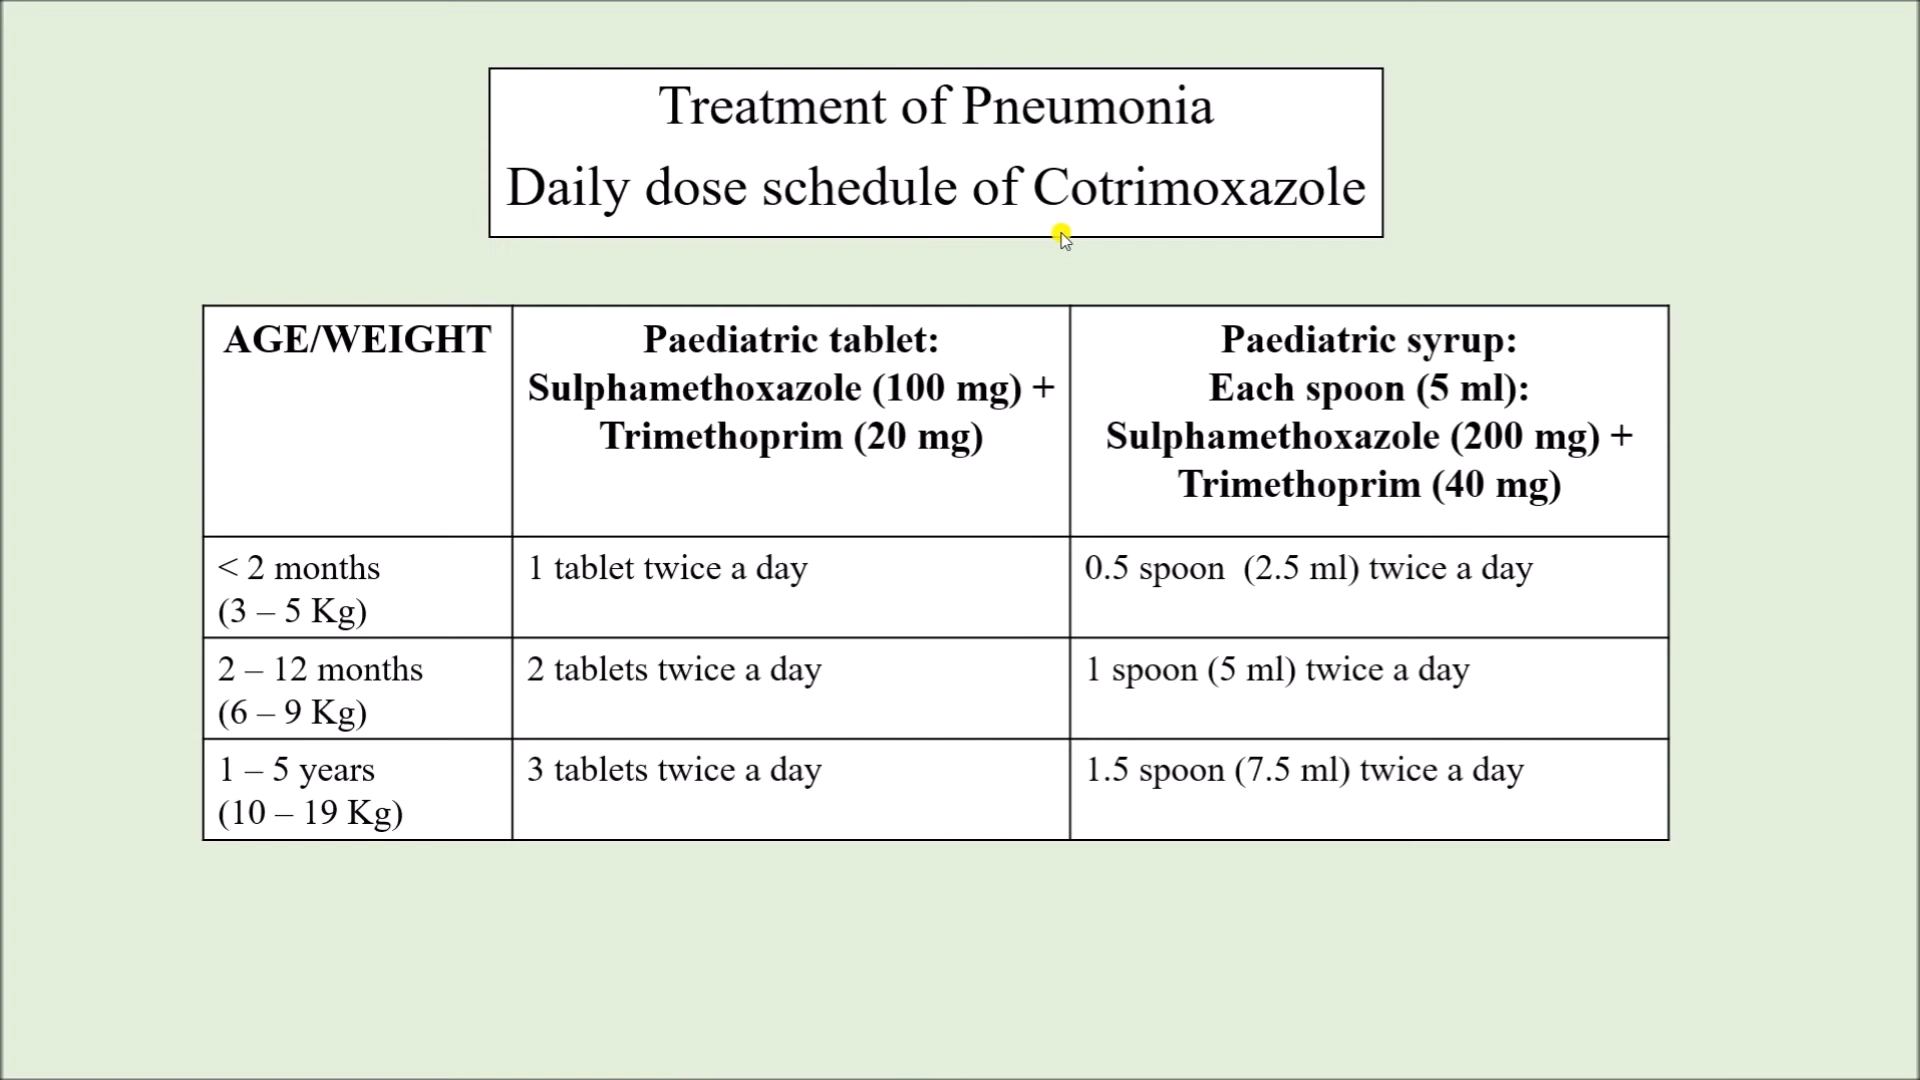 Treatment of Pneumonia
Daily dose schedule of Cotrimoxazole
AGE/WEIGHT
Paediatric tablet:
Sulphamethoxazole (100 mg) +
Trimethoprim (20 mg)
Paediatric syrup:
Each spoon (5 ml):
Sulphamethoxazole (200 mg) +
Trimethoprim (40 mg)
< 2 months
(3 – 5 Kg)
1 tablet twice a day
0.5 spoon  (2.5 ml) twice a day
2 – 12 months
(6 – 9 Kg)
2 tablets twice a day
1 spoon (5 ml) twice a day
1 – 5 years
(10 – 19 Kg)
3 tablets twice a day
1.5 spoon (7.5 ml) twice a day